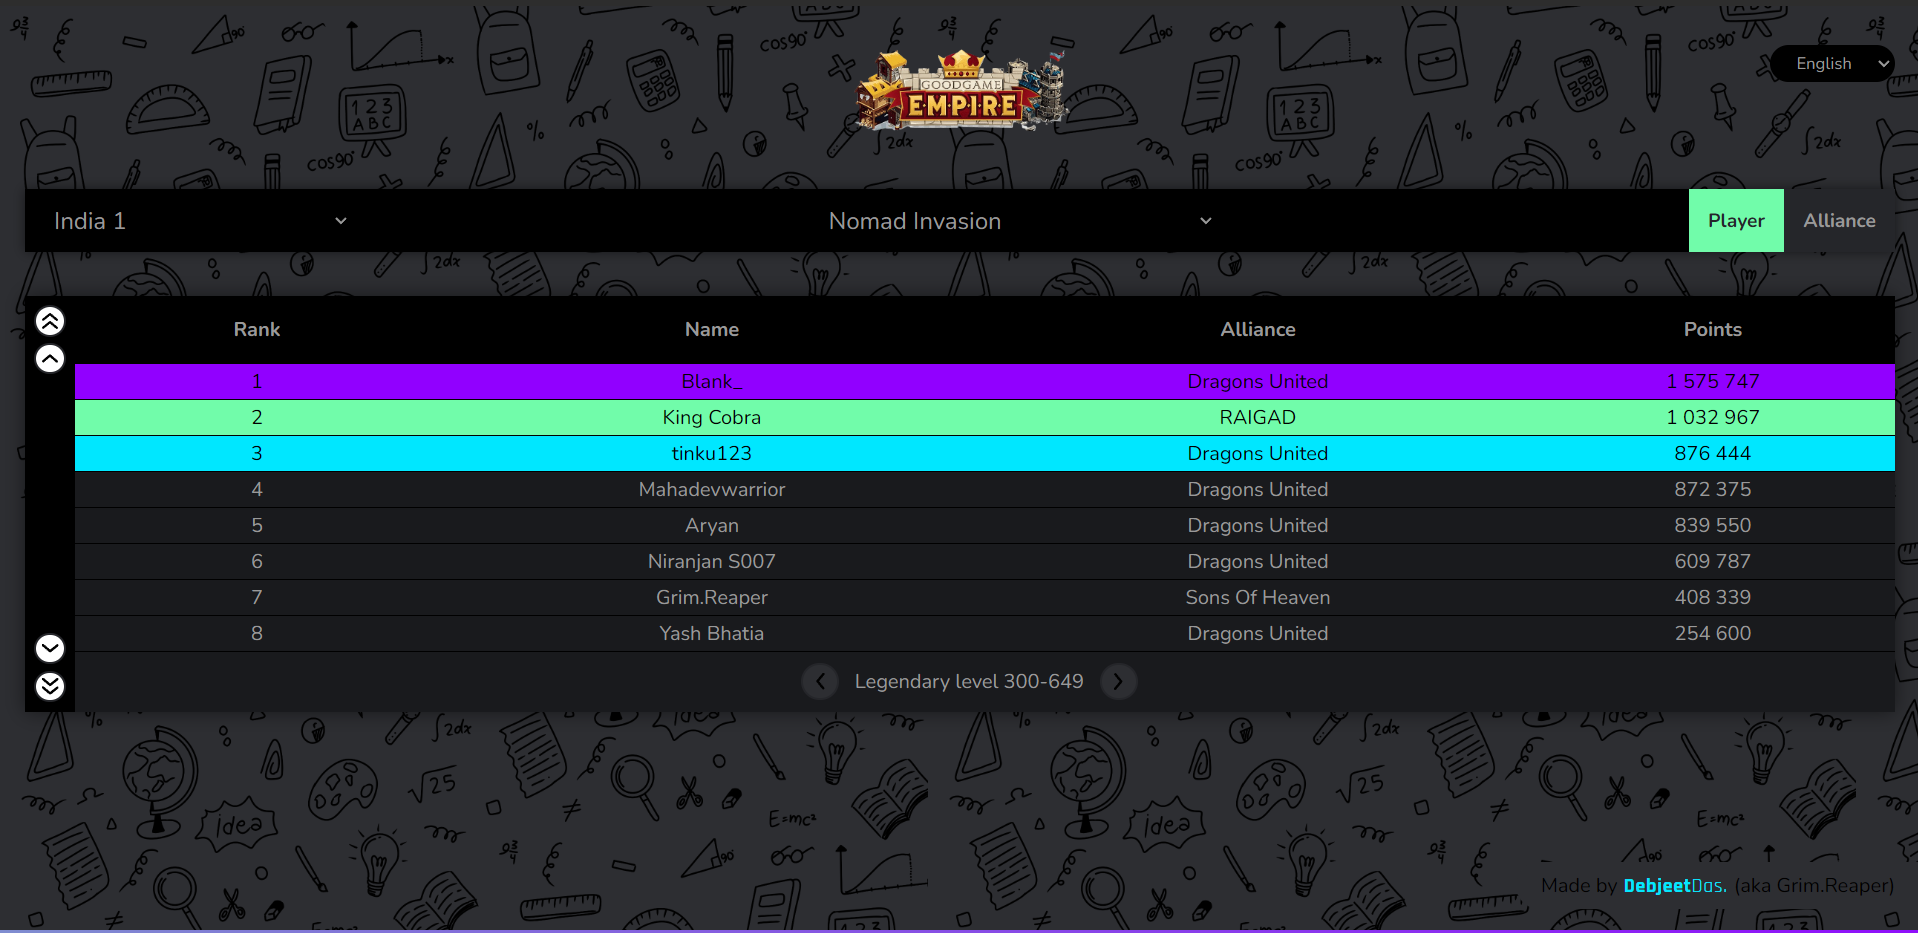 English
GOODGAME
EMPIRE
India 1 Nomad Invasion Player Alliance
Rank Name Alliance Points
1 Blank_ Dragons United 1 575 747
2 King Cobra RAIGAD 1 032 967
3 tinku123 Dragons United 876 444
4 Mahadevwarrior Dragons United 872 375
5 Aryan Dragons United 839 550
6 Niranjan S007 Dragons United 609 787
7 Grim.Reaper Sons Of Heaven 408 339
8 Yash Bhatia Dragons United 254 600
Legendary level 300-649
Made by DebjeetDas. (aka Grim.Reaper)